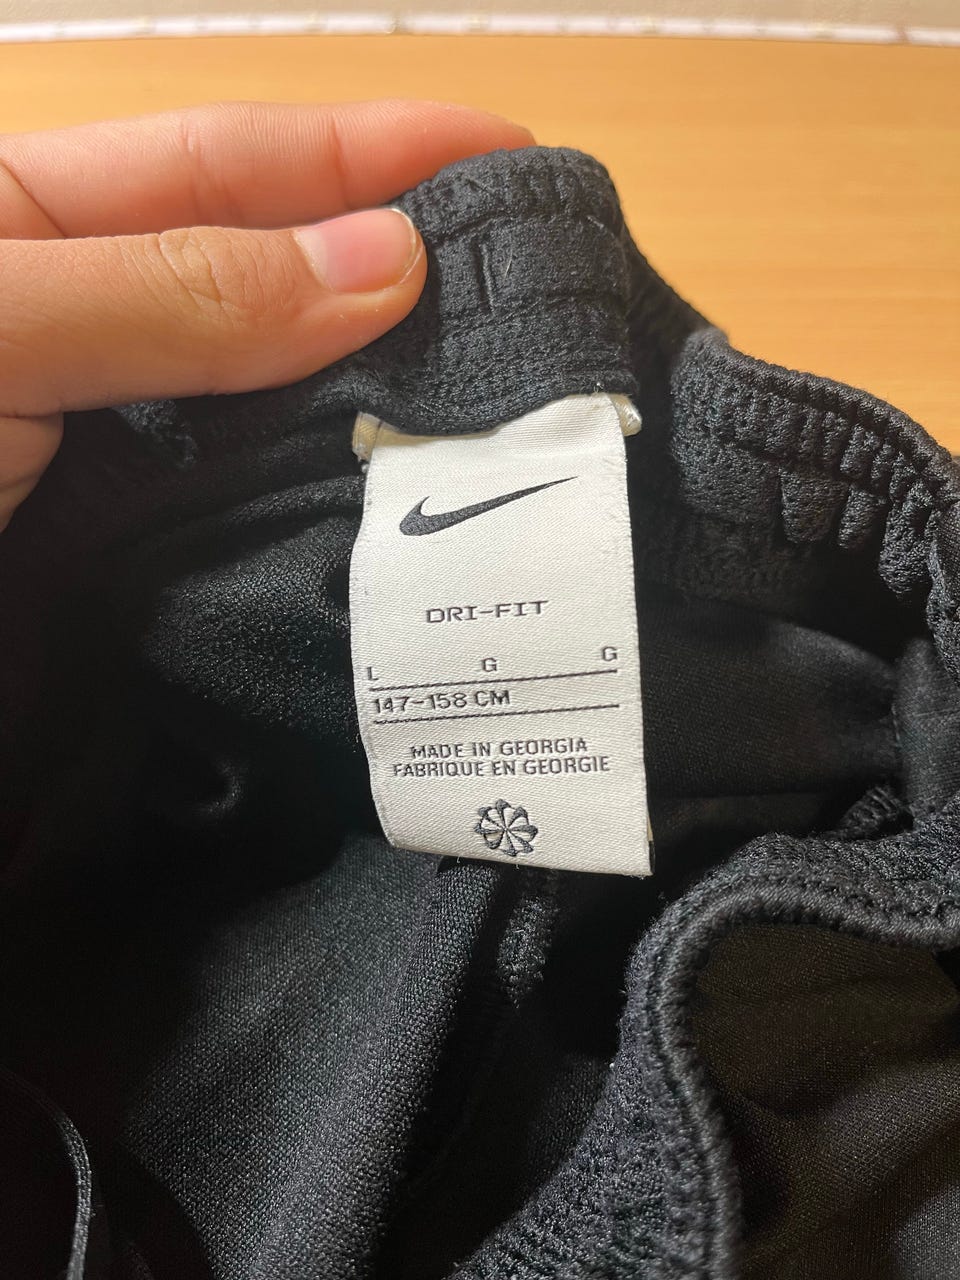 DRI-FIT
L G G
147-158 CM
MADE IN GEORGIA
FABRIQUE EN GEORGIE